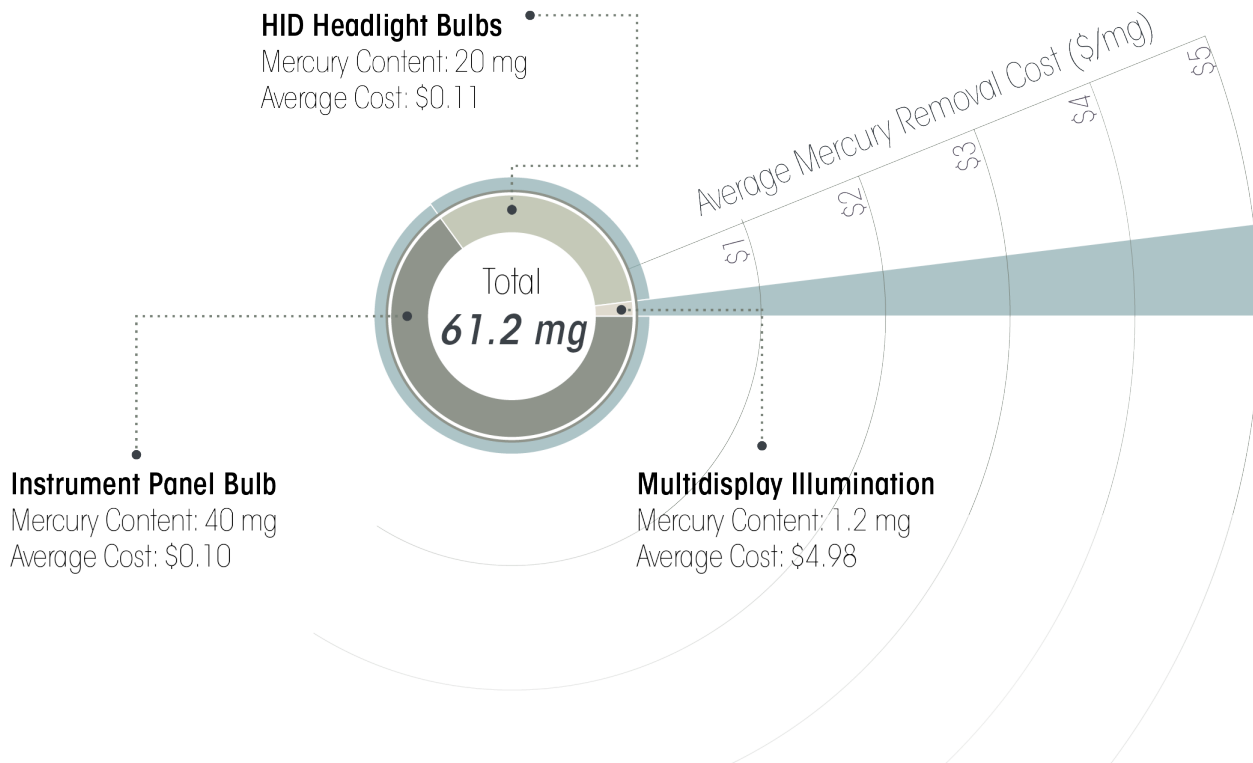 HID Headlight Bulbs
Mercury Content: 20 mg
Average Cost: $0.11
Average Mercury Removal Cost ($/mg)
$1
$2
$3
$4
$5
Total
61.2 mg
Instrument Panel Bulb
Mercury Content: 40 mg
Average Cost: $0.10
Multidisplay Illumination
Mercury Content: 1.2 mg
Average Cost: $4.98